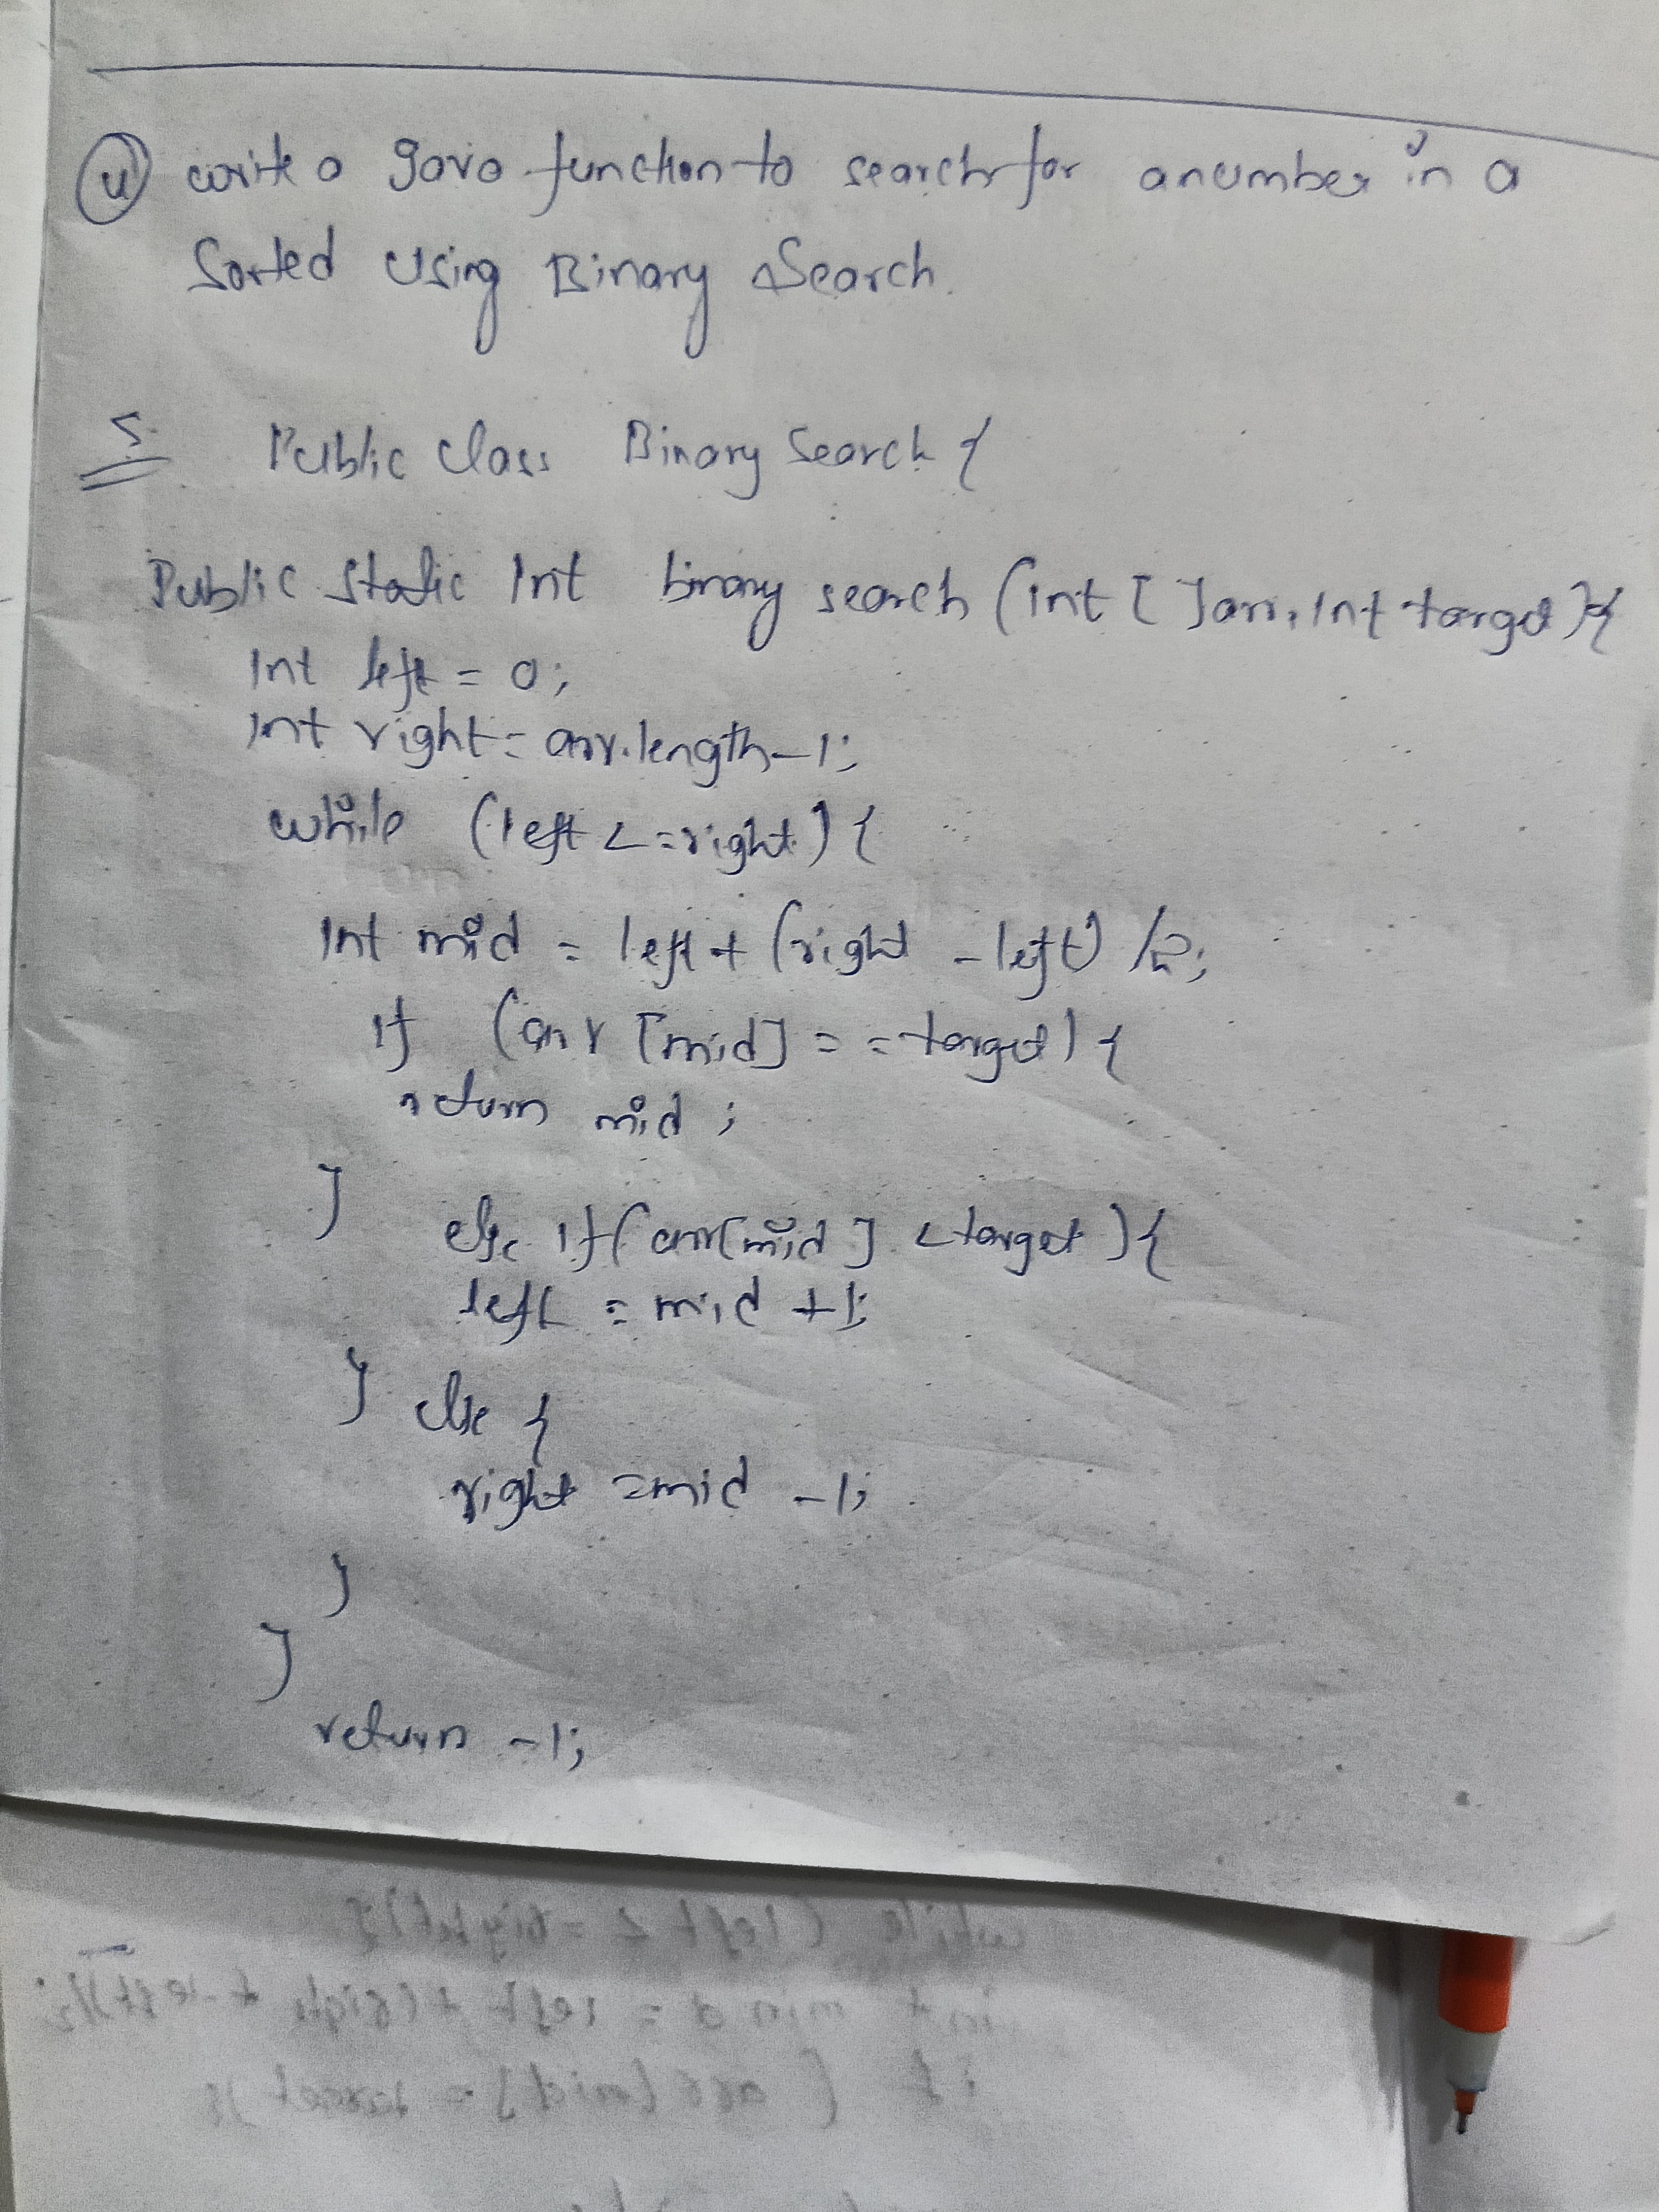 u write a Java function to search for a number in a
Sorted Using Binary Search.
S.
Public class Binary Search {
Public Static Int binary search (int [ ] arr, Int target) {
Int left = 0;
Int right = arr.length-1;
while (left <= right) {
Int mid = left + (right - left) /2;
If (arr [mid] = = target) {
return mid ;
}
else If (arr[mid] < target ) {
left = mid +1;
} else {
right = mid -1;
}
}
return -1;